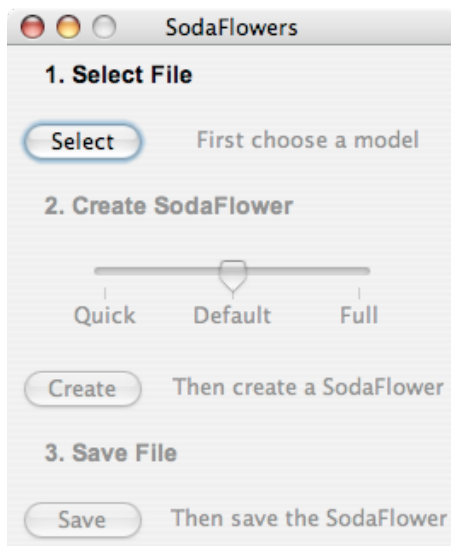 SodaFlowers
1. Select File
Select First choose a model
2. Create SodaFlower
Quick Default Full
Create Then create a SodaFlower
3. Save File
Save Then save the SodaFlower